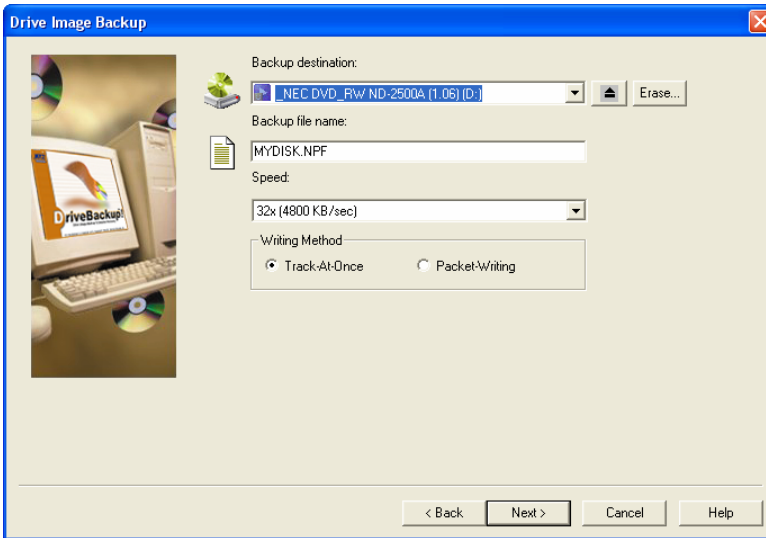 Drive Image Backup
Backup destination:
_NEC DVD_RW ND-2500A (1.06) (D:)
Erase...
Backup file name:
MYDISK.NPF
Speed:
32x (4800 KB/sec)
DriveBackup!
Writing Method
Track-At-Once
Packet-Writing
< Back
Next >
Cancel
Help